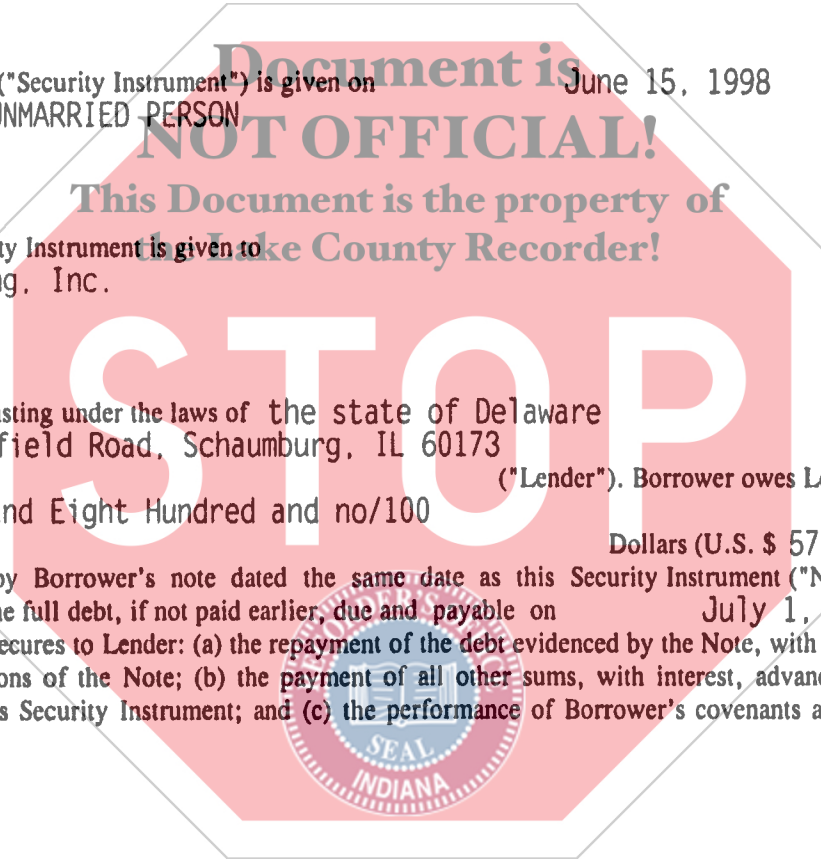 Document is
("Security Instrument") is given on June 15, 1998
UNMARRIED PERSON
NOT OFFICIAL!
This Document is the property of
the Lake County Recorder!
ty Instrument is given to
ng, Inc.
STOP
sting under the laws of the state of Delaware
field Road, Schaumburg, IL 60173
("Lender"). Borrower owes L
nd Eight Hundred and no/100
Dollars (U.S. $ 57
by Borrower's note dated the same date as this Security Instrument ("N
he full debt, if not paid earlier, due and payable on July 1,
ecures to Lender: (a) the repayment of the debt evidenced by the Note, with
ons of the Note; (b) the payment of all other sums, with interest, advanc
s Security Instrument; and (c) the performance of Borrower's covenants a
SEAL
INDIANA